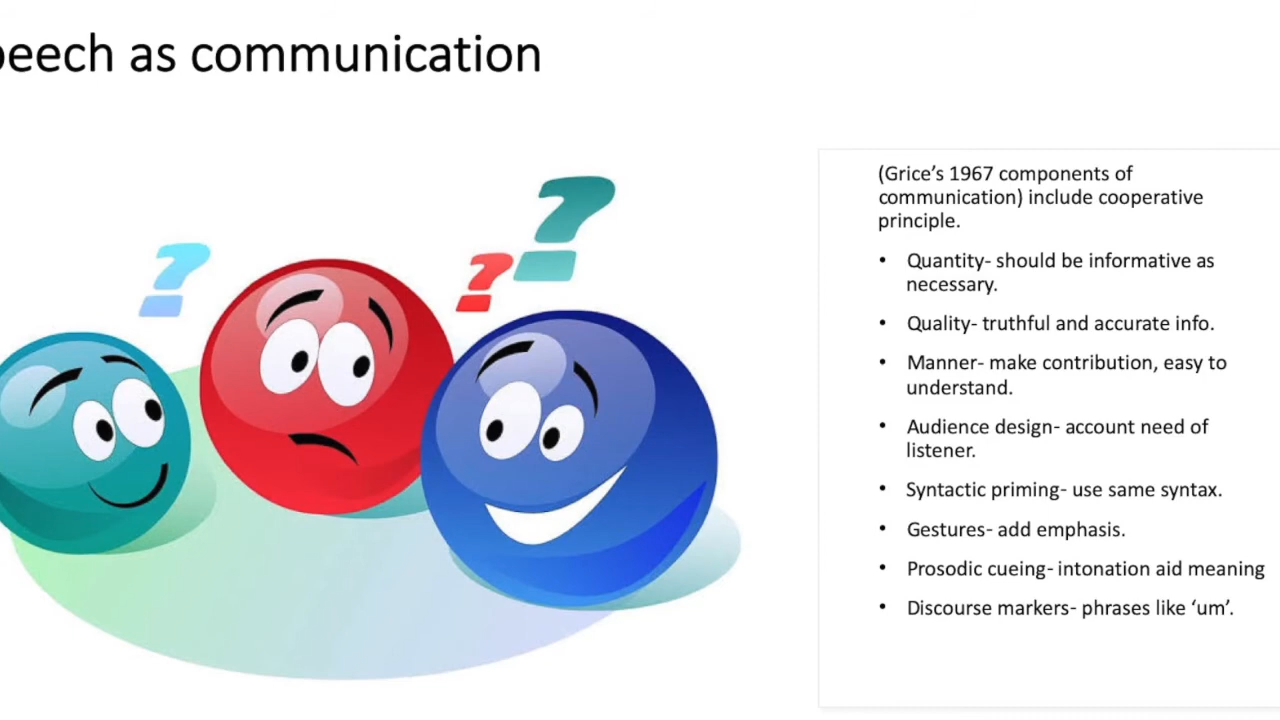 peech as communication
(Grice’s 1967 components of
communication) include cooperative
principle.
• Quantity- should be informative as
necessary.
• Quality- truthful and accurate info.
• Manner- make contribution, easy to
understand.
• Audience design- account need of
listener.
• Syntactic priming- use same syntax.
• Gestures- add emphasis.
• Prosodic cueing- intonation aid meaning
• Discourse markers- phrases like ‘um’.
? ? ?